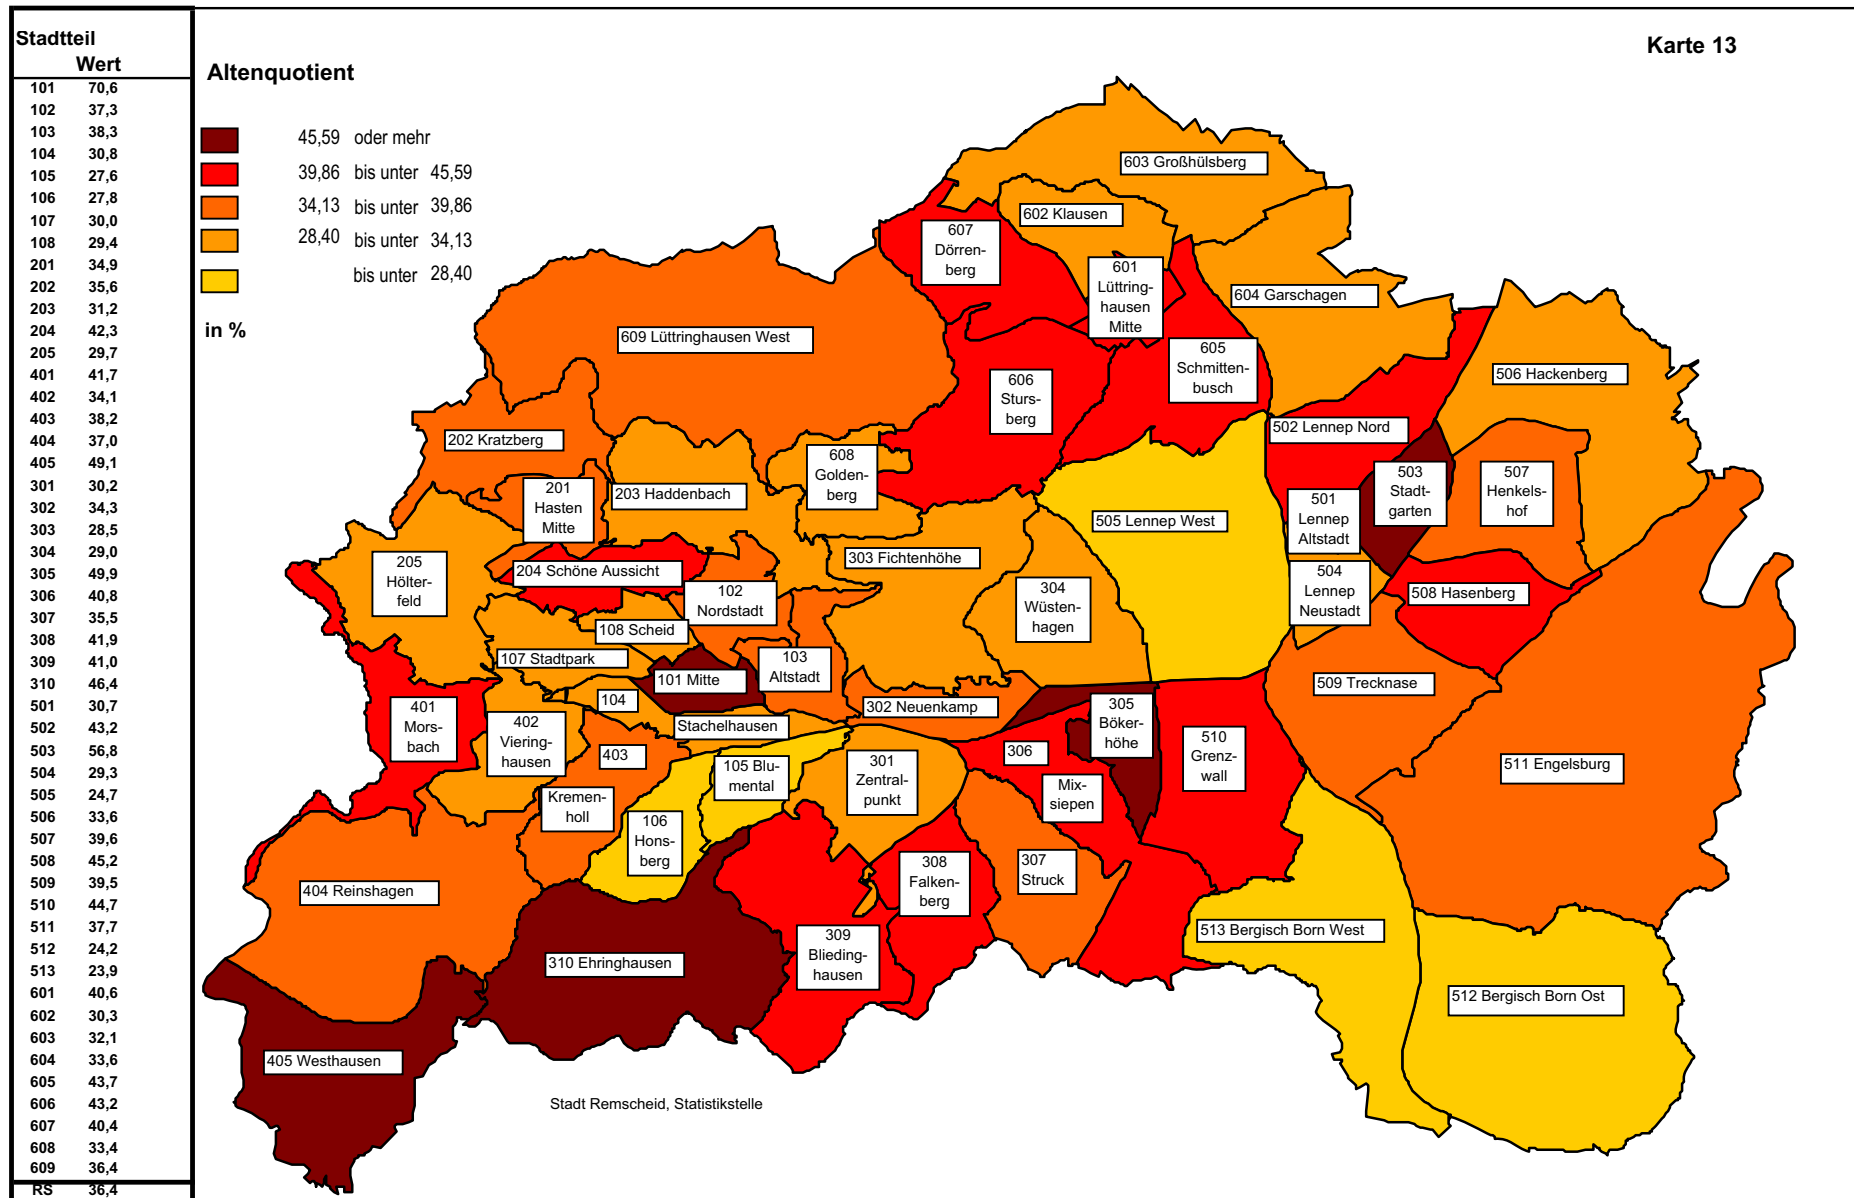 Stadtteil
Wert
101 70,6
102 37,3
103 38,3
104 30,8
105 27,6
106 27,8
107 30,0
108 29,4
201 34,9
202 35,6
203 31,2
204 42,3
205 29,7
401 41,7
402 34,1
403 38,2
404 37,0
405 49,1
301 30,2
302 34,3
303 28,5
304 29,0
305 49,9
306 40,8
307 35,5
308 41,9
309 41,0
310 46,4
501 30,7
502 43,2
503 56,8
504 29,3
505 24,7
506 33,6
507 39,6
508 45,2
509 39,5
510 44,7
511 37,7
512 24,2
513 23,9
601 40,6
602 30,3
603 32,1
604 33,6
605 43,7
606 43,2
607 40,4
608 33,4
609 36,4
RS 36,4
Karte 13
Altenquotient
45,59 oder mehr
39,86 bis unter 45,59
34,13 bis unter 39,86
28,40 bis unter 34,13
bis unter 28,40
in %
603 Großhülsberg
602 Klausen
607
Dörren-
berg
601
Lüttring-
hausen
Mitte
604 Garschagen
609 Lüttringhausen West
605
Schmitten-
busch
606
Sturs-
berg
506 Hackenberg
502 Lennep Nord
202 Kratzberg
608
Golden-
berg
503
Stadt-
garten
507
Henkels-
hof
201
Hasten
Mitte
203 Haddenbach
501
Lennep
Altstadt
505 Lennep West
205
Hölter-
feld
303 Fichtenhöhe
204 Schöne Aussicht
504
Lennep
Neustadt
304
Wüsten-
hagen
102
Nordstadt
508 Hasenberg
108 Scheid
107 Stadtpark
103
Altstadt
101 Mitte
509 Trecknase
104
Stachelhausen
302 Neuenkamp
305
Böker-
höhe
401
Mors-
bach
402
Viering-
hausen
510
Grenz-
wall
403
Kremen-
holl
306
Mix-
siepen
301
Zentral-
punkt
105 Blu-
mental
511 Engelsburg
106
Hons-
berg
307
Struck
308
Falken-
berg
404 Reinshagen
513 Bergisch Born West
309
Blieding-
hausen
310 Ehringhausen
512 Bergisch Born Ost
405 Westhausen
Stadt Remscheid, Statistikstelle